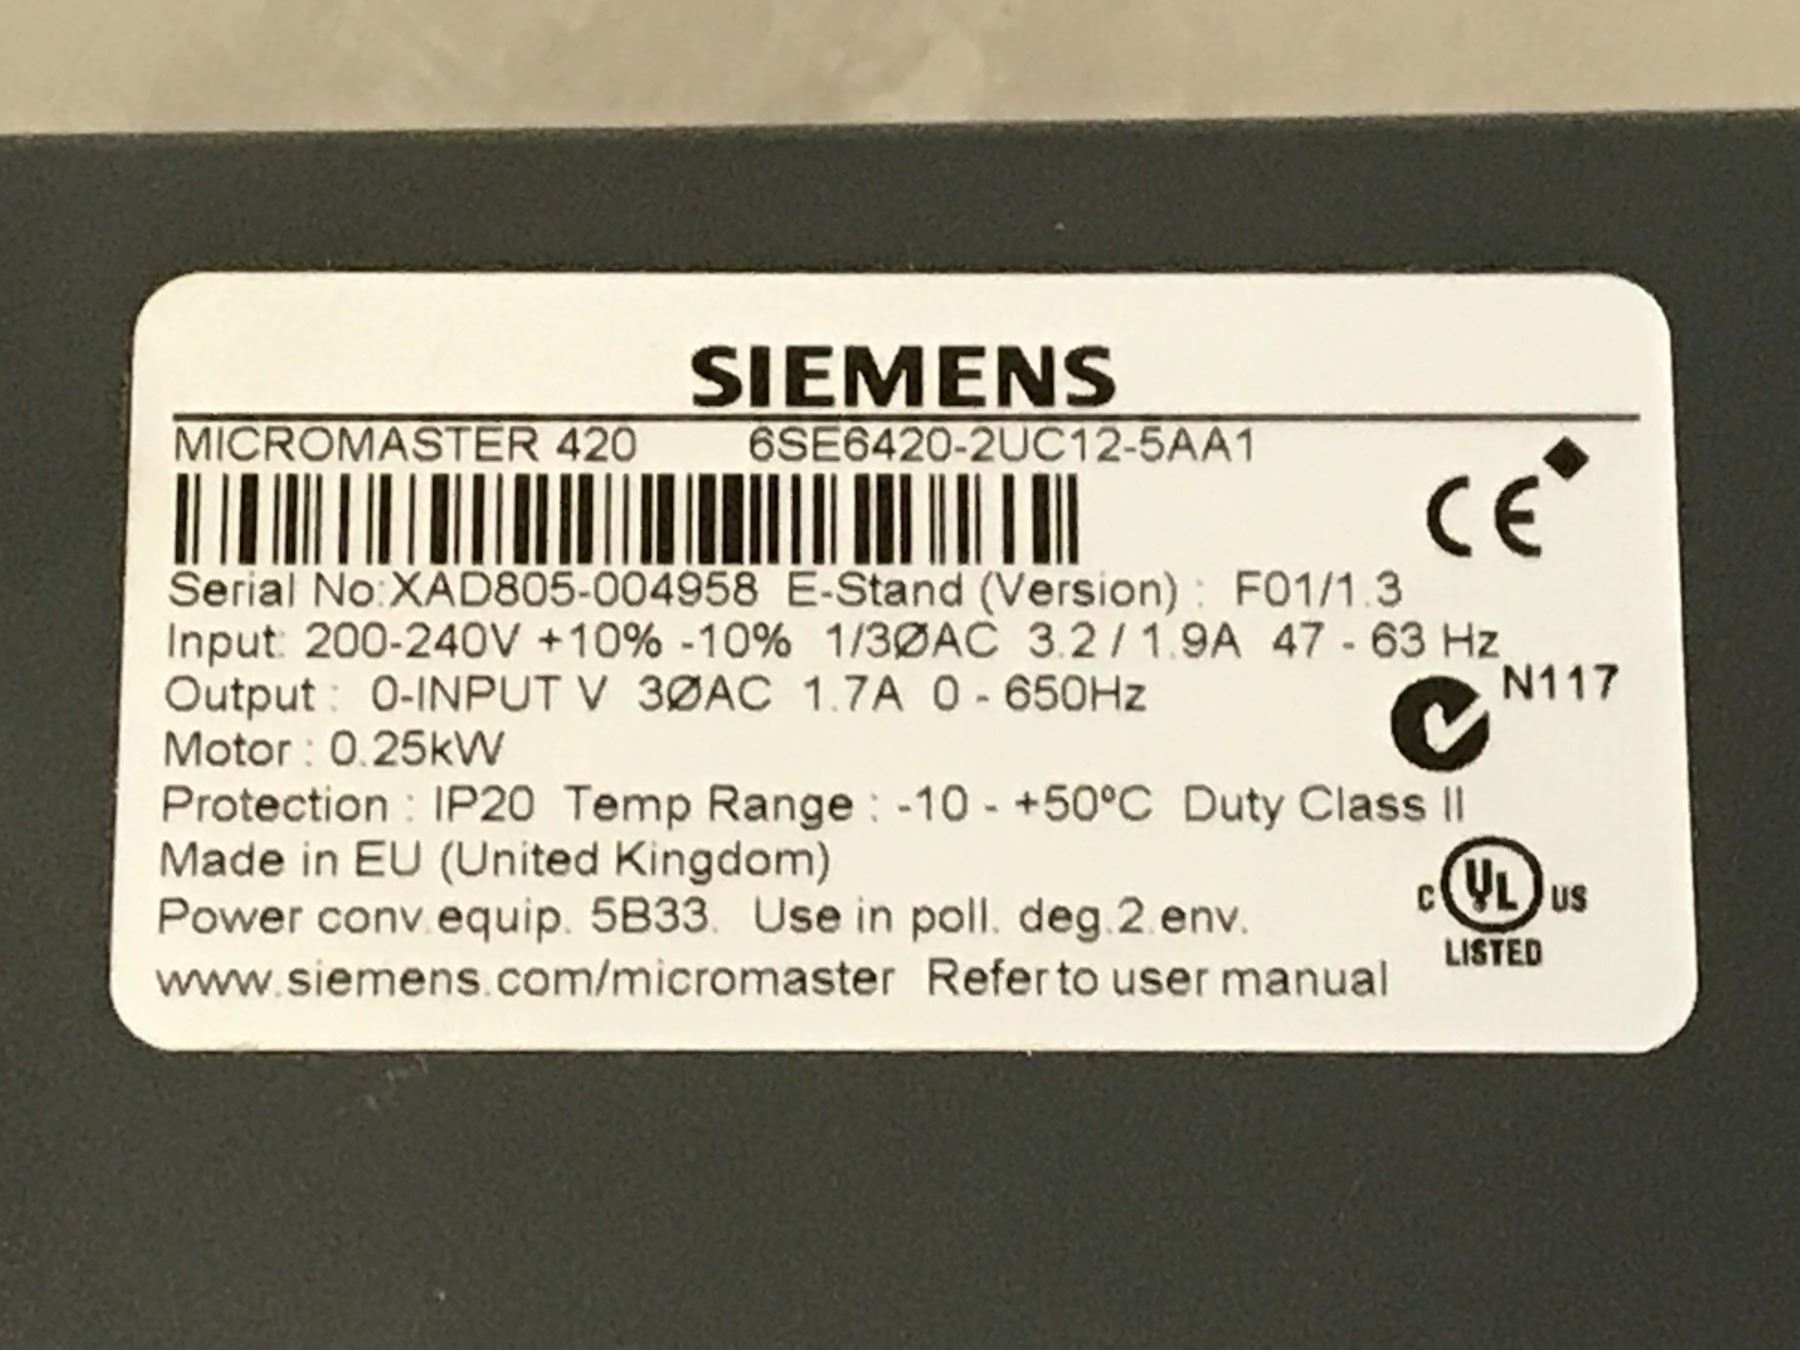 SIEMENS
MICROMASTER 420 6SE6420-2UC12-5AA1
CE
Serial No:XAD805-004958 E-Stand (Version) : F01/1.3
Input: 200-240V +10% -10% 1/3ØAC 3.2 / 1.9A 47 - 63 Hz
N117
Output : 0-INPUT V 3ØAC 1.7A 0 - 650Hz
Motor : 0.25kW
Protection : IP20 Temp Range : -10 - +50ºC Duty Class II
Made in EU (United Kingdom)
C UL US
Power conv.equip. 5B33. Use in poll. deg.2.env.
LISTED
www.siemens.com/micromaster Refer to user manual